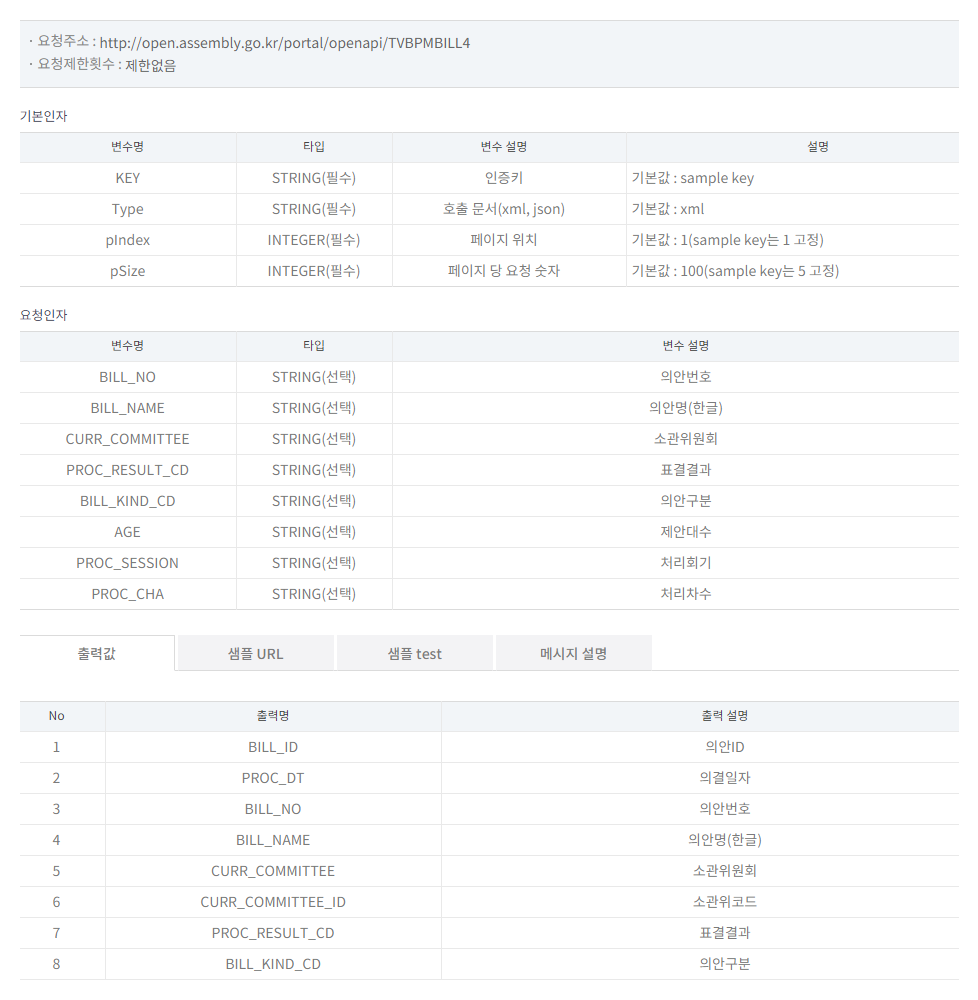 · 요청주소 : http://open.assembly.go.kr/portal/openapi/TVBPMBILL4
· 요청제한횟수 : 제한없음
기본인자
변수명 타입 변수 설명 설명
KEY STRING(필수) 인증키 기본값 : sample key
Type STRING(필수) 호출 문서(xml, json) 기본값 : xml
pIndex INTEGER(필수) 페이지 위치 기본값 : 1(sample key는 1 고정)
pSize INTEGER(필수) 페이지 당 요청 숫자 기본값 : 100(sample key는 5 고정)
요청인자
변수명 타입 변수 설명
BILL_NO STRING(선택) 의안번호
BILL_NAME STRING(선택) 의안명(한글)
CURR_COMMITTEE STRING(선택) 소관위원회
PROC_RESULT_CD STRING(선택) 표결결과
BILL_KIND_CD STRING(선택) 의안구분
AGE STRING(선택) 제안대수
PROC_SESSION STRING(선택) 처리회기
PROC_CHA STRING(선택) 처리차수
출력값 샘플 URL 샘플 test 메시지 설명
No 출력명 출력 설명
1 BILL_ID 의안ID
2 PROC_DT 의결일자
3 BILL_NO 의안번호
4 BILL_NAME 의안명(한글)
5 CURR_COMMITTEE 소관위원회
6 CURR_COMMITTEE_ID 소관위코드
7 PROC_RESULT_CD 표결결과
8 BILL_KIND_CD 의안구분